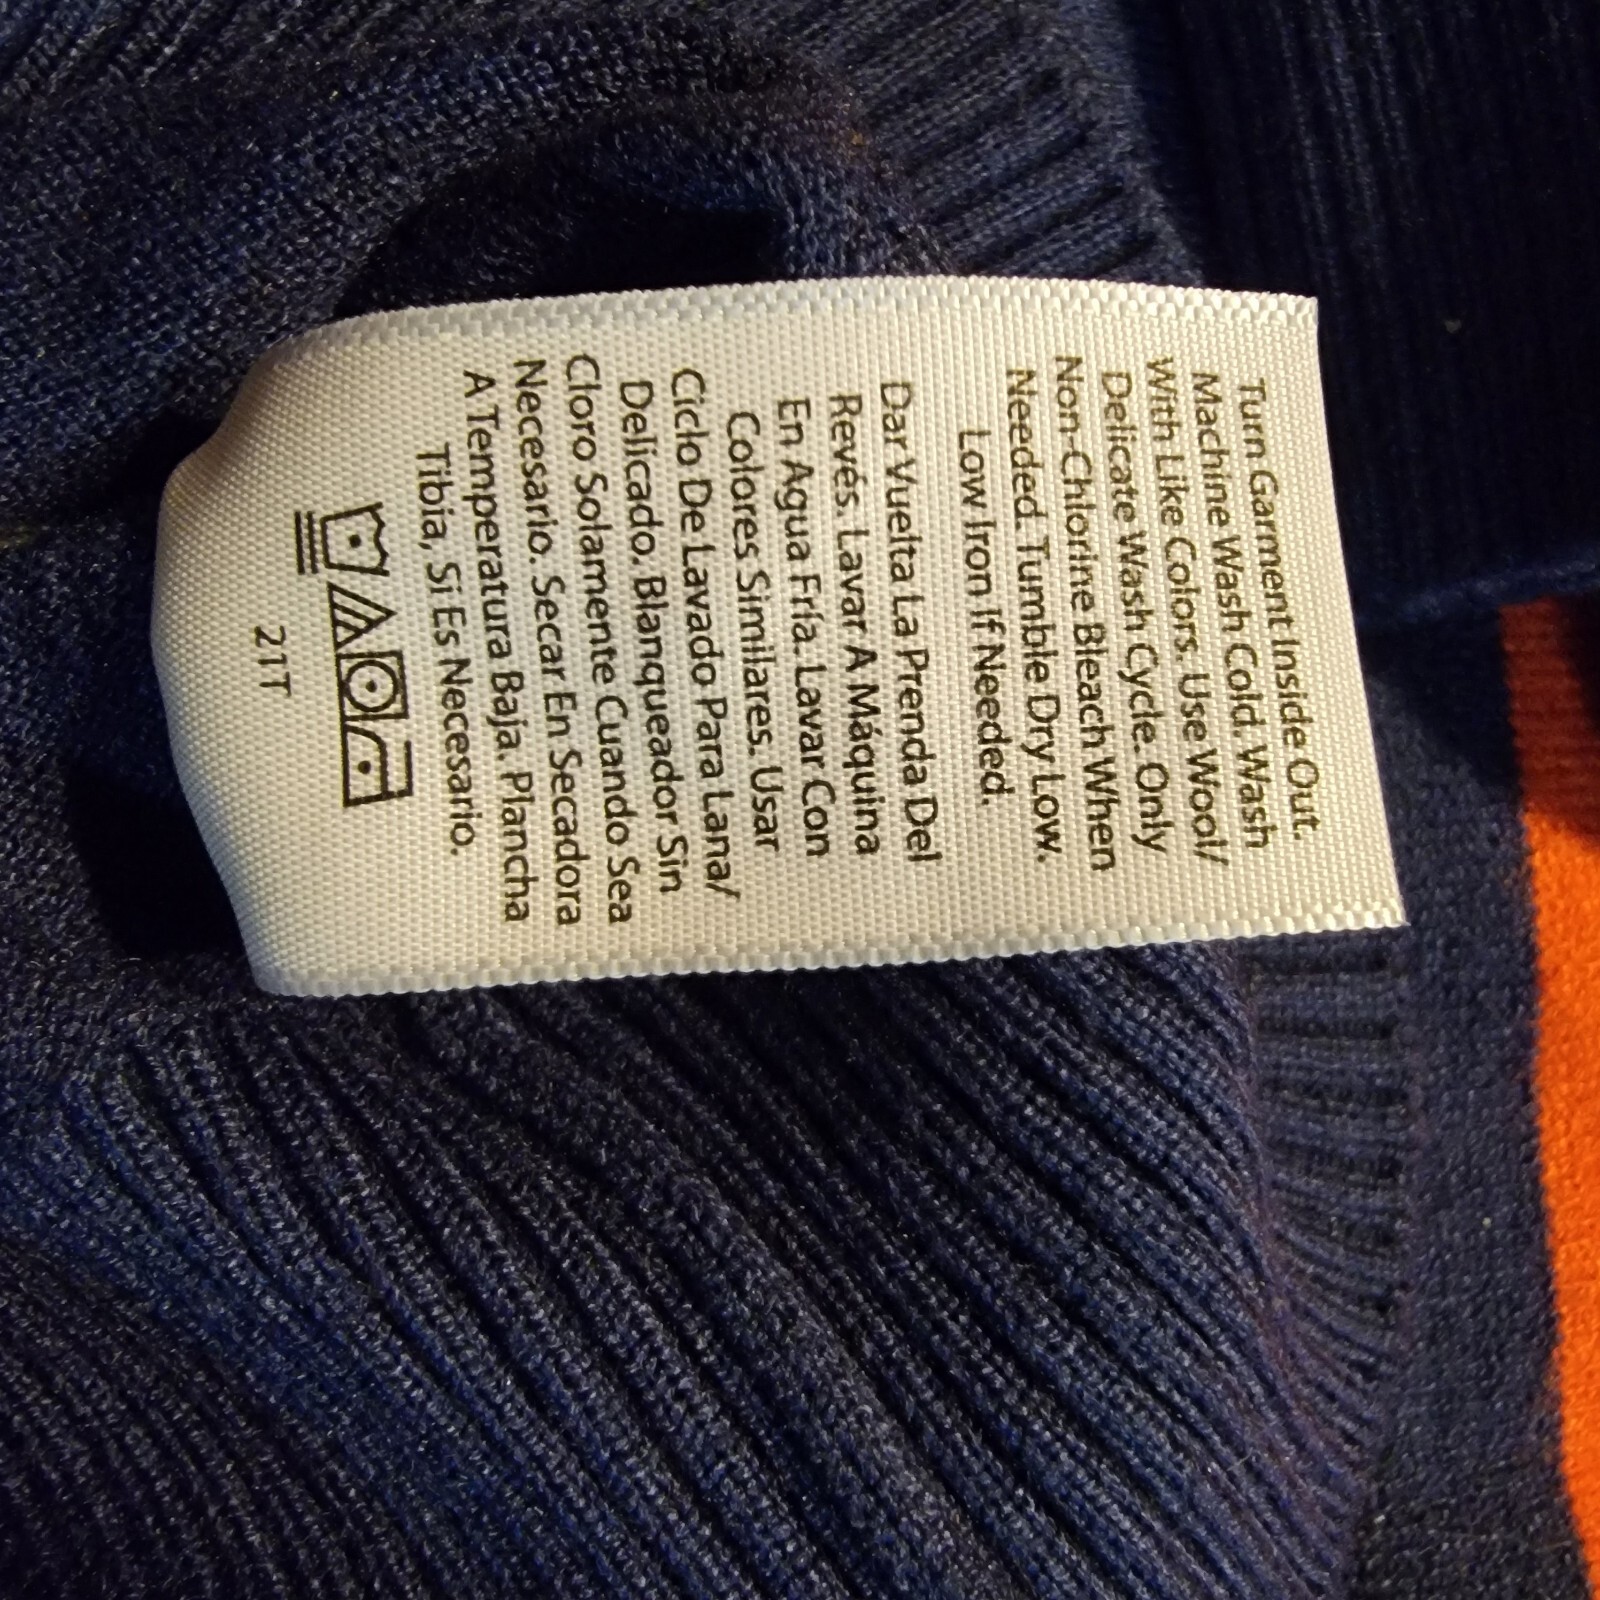 Turn Garment Inside Out.
Machine Wash Cold. Wash
With Like Colors. Use Wool/
Delicate Wash Cycle. Only
Non-Chlorine Bleach When
Needed. Tumble Dry Low.
Low Iron If Needed.
Dar Vuelta La Prenda Del
Revés. Lavar A Máquina
En Agua Fría. Lavar Con
Colores Similares. Usar
Ciclo De Lavado Para Lana/
Delicado. Blanqueador Sin
Cloro Solamente Cuando Sea
Necesario. Secar En Secadora
A Temperatura Baja. Plancha
Tibia, Si Es Necesario.
2TT